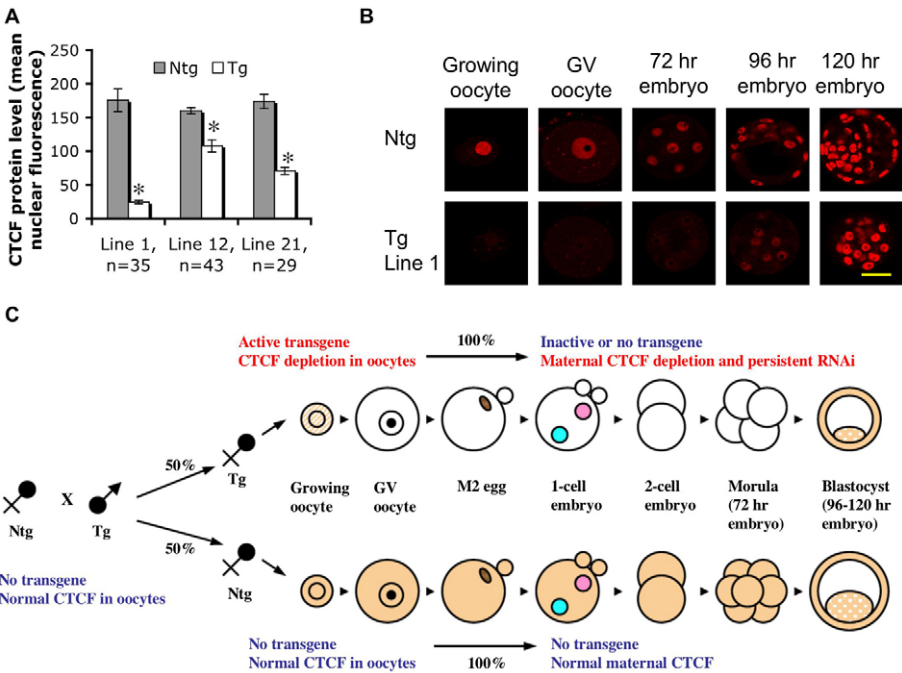 A
CTCF protein level (mean
nuclear fluorescence)
250
200
150
100
50
0
Ntg Tg
*
*
*
Line 1,
n=35
Line 12,
n=43
Line 21,
n=29
B
Growing
oocyte
GV
oocyte
72 hr
embryo
96 hr
embryo
120 hr
embryo
Ntg
Tg
Line 1
C
Active transgene
CTCF depletion in oocytes
100%
Inactive or no transgene
Maternal CTCF depletion and persistent RNAi
50%
Tg
Ntg
X
Tg
50%
Ntg
No transgene
Normal CTCF in oocytes
Growing
oocyte
GV
oocyte
M2 egg
1-cell
embryo
2-cell
embryo
Morula
(72 hr
embryo)
Blastocyst
(96-120 hr
embryo)
No transgene
Normal CTCF in oocytes
100%
No transgene
Normal maternal CTCF